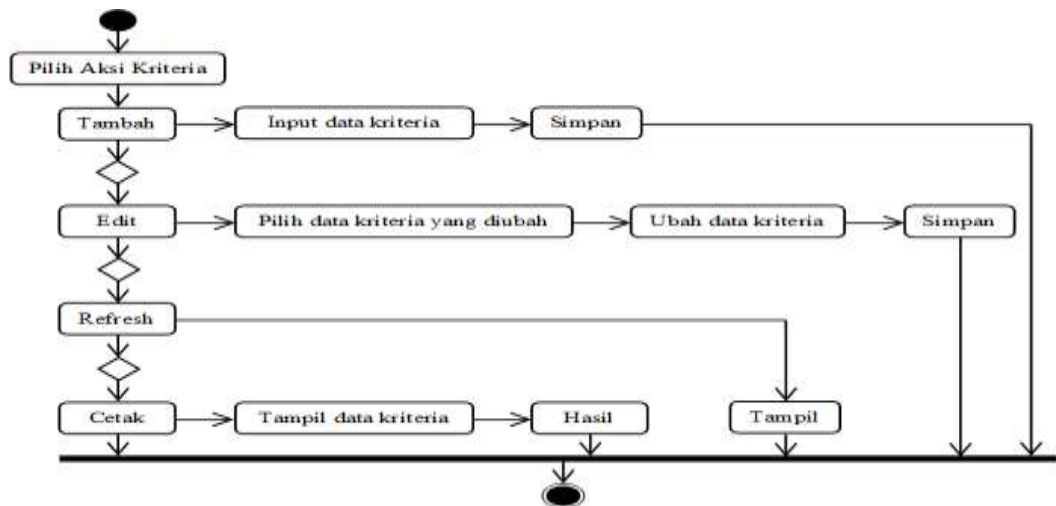 Pilih Aksi Kriteria
Tambah
Input data kriteria
Simpan
Edit
Pilih data kriteria yang diubah
Ubah data kriteria
Simpan
Refresh
Cetak
Tampil data kriteria
Hasil
Tampil